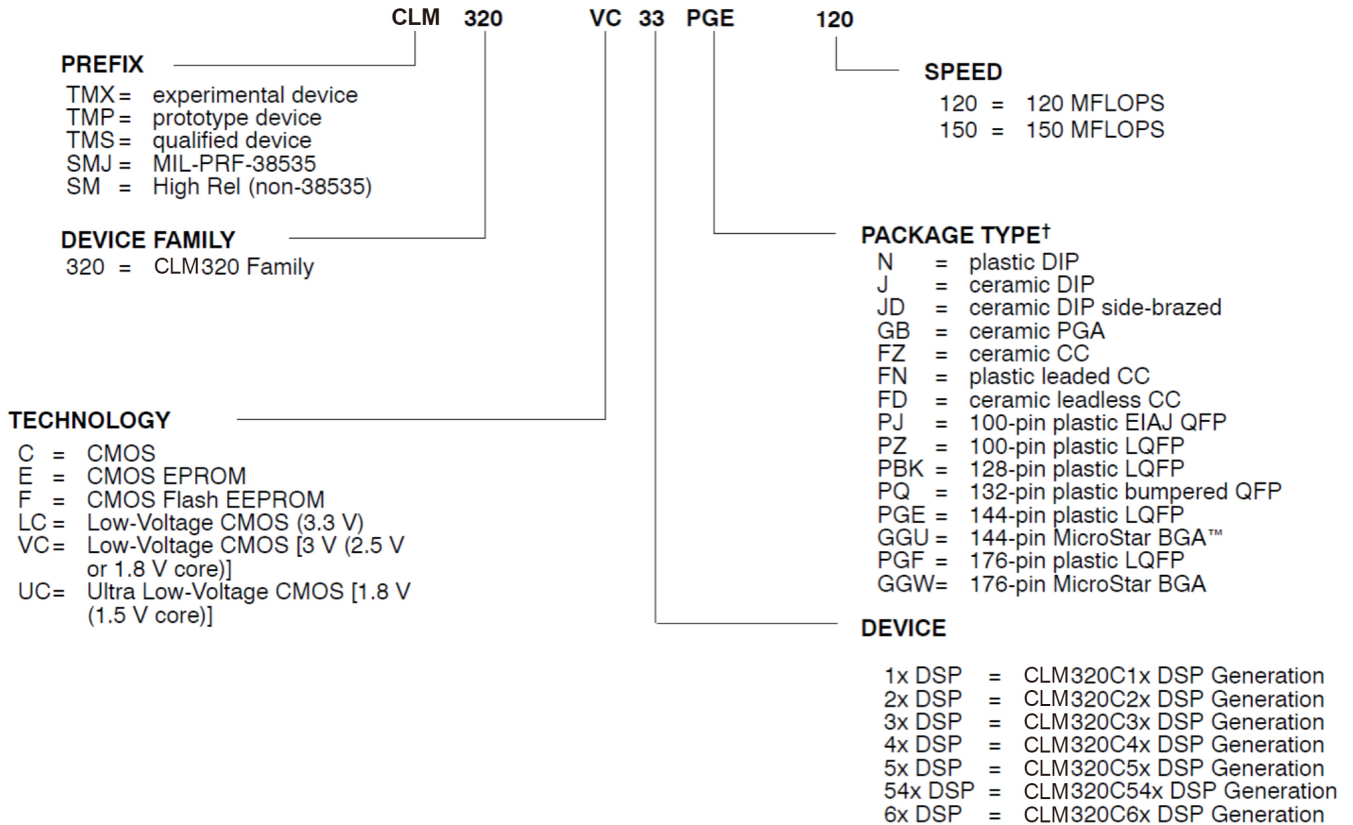 CLM 320 VC 33 PGE 120
PREFIX
TMX = experimental device
TMP = prototype device
TMS = qualified device
SMJ = MIL-PRF-38535
SM = High Rel (non-38535)
DEVICE FAMILY
320 = CLM320 Family
TECHNOLOGY
C = CMOS
E = CMOS EPROM
F = CMOS Flash EEPROM
LC = Low-Voltage CMOS (3.3 V)
VC = Low-Voltage CMOS [3 V (2.5 V
or 1.8 V core)]
UC = Ultra Low-Voltage CMOS [1.8 V
(1.5 V core)]
SPEED
120 = 120 MFLOPS
150 = 150 MFLOPS
PACKAGE TYPE†
N = plastic DIP
J = ceramic DIP
JD = ceramic DIP side-brazed
GB = ceramic PGA
FZ = ceramic CC
FN = plastic leaded CC
FD = ceramic leadless CC
PJ = 100-pin plastic EIAJ QFP
PZ = 100-pin plastic LQFP
PBK = 128-pin plastic LQFP
PQ = 132-pin plastic bumpered QFP
PGE = 144-pin plastic LQFP
GGU = 144-pin MicroStar BGA™
PGF = 176-pin plastic LQFP
GGW = 176-pin MicroStar BGA
DEVICE
1x DSP = CLM320C1x DSP Generation
2x DSP = CLM320C2x DSP Generation
3x DSP = CLM320C3x DSP Generation
4x DSP = CLM320C4x DSP Generation
5x DSP = CLM320C5x DSP Generation
54x DSP = CLM320C54x DSP Generation
6x DSP = CLM320C6x DSP Generation